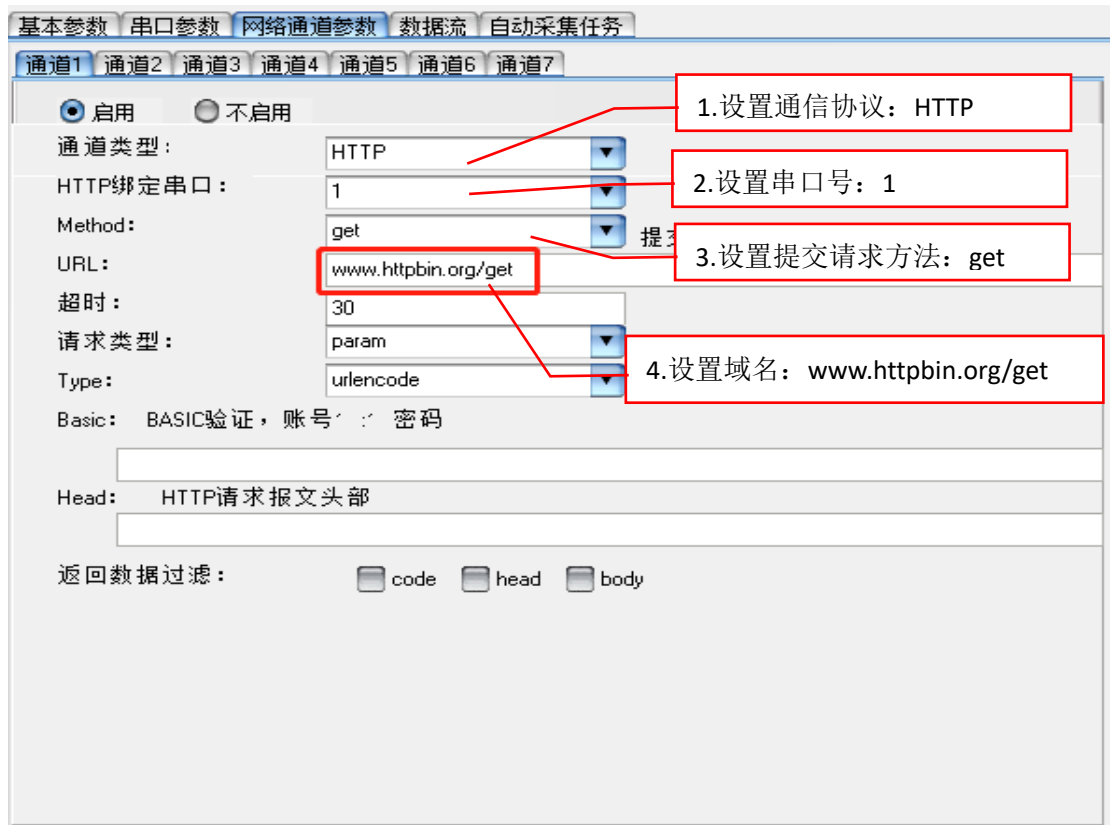 基本参数 串口参数 网络通道参数 数据流 自动采集任务
通道1 通道2 通道3 通道4 通道5 通道6 通道7
启用 不启用
1.设置通信协议：HTTP
通道类型： HTTP
HTTP绑定串口： 1
2.设置串口号：1
Method： get 提
3.设置提交请求方法：get
URL： www.httpbin.org/get
超时： 30
请求类型： param
4.设置域名：www.httpbin.org/get
Type： urlencode
Basic： BASIC验证，账号 密码
Head： HTTP请求报文头部
返回数据过滤： code head body